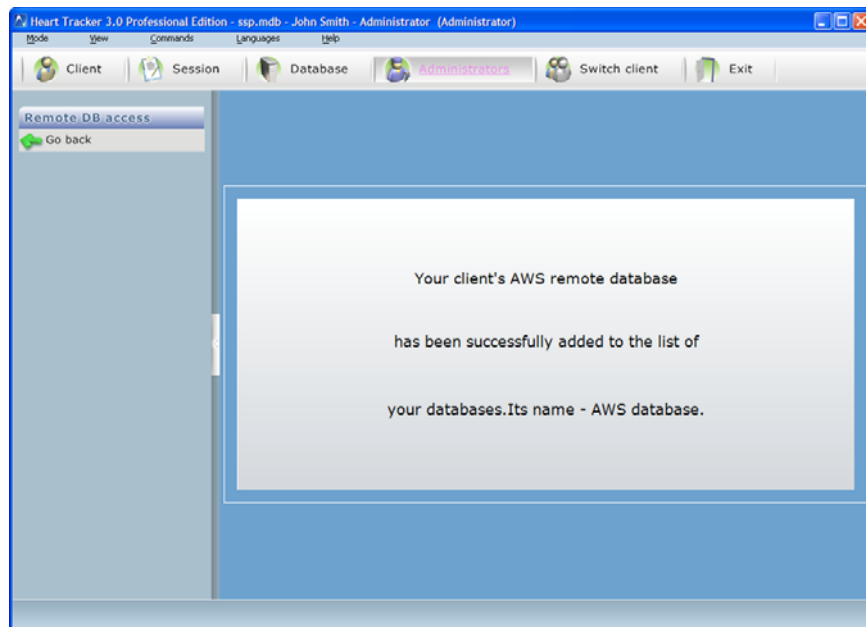 Heart Tracker 3.0 Professional Edition - ssp.mdb - John Smith - Administrator (Administrator)
Mode View Commands Languages Help
Client Session Database Administrators Switch client Exit
Remote DB access
Go back
Your client's AWS remote database
has been successfully added to the list of
your databases.Its name - AWS database.